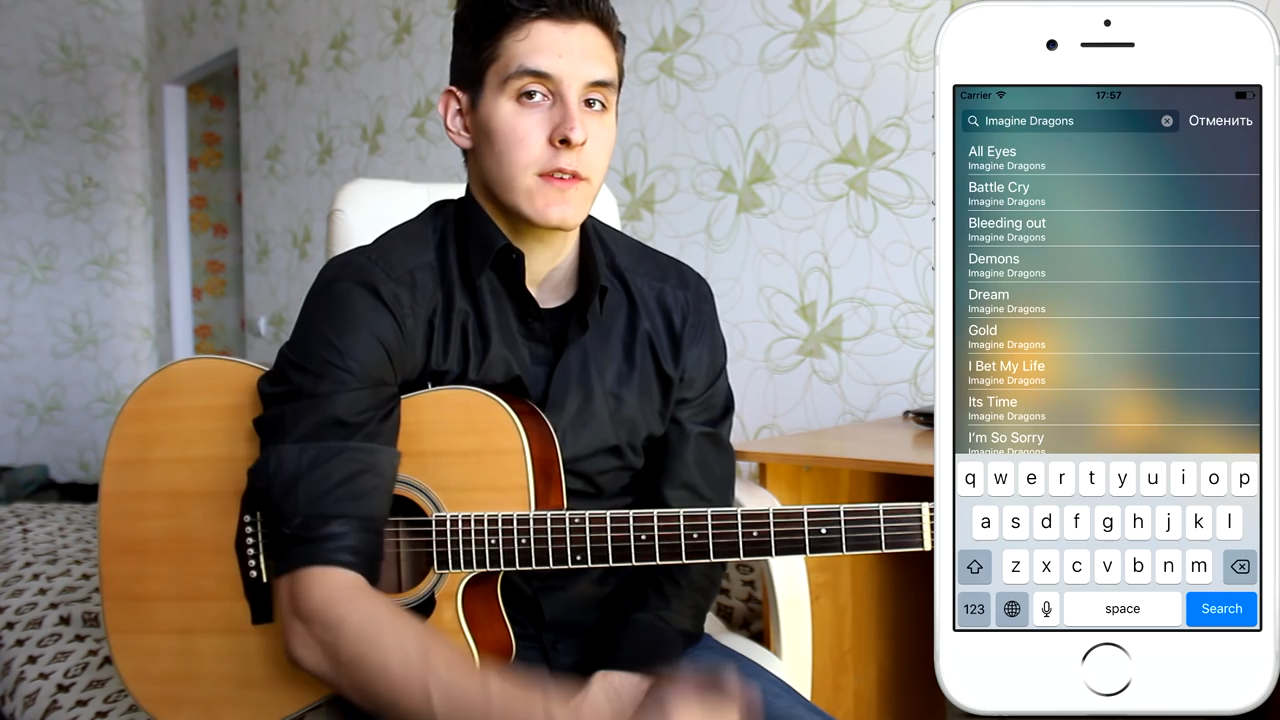 Carrier 17:57
Imagine Dragons Отменить
All Eyes
Imagine Dragons
Battle Cry
Imagine Dragons
Bleeding out
Imagine Dragons
Demons
Imagine Dragons
Dream
Imagine Dragons
Gold
Imagine Dragons
I Bet My Life
Imagine Dragons
Its Time
Imagine Dragons
I'm So Sorry
Imagine Dragons
q w e r t y u i o p
a s d f g h j k l
z x c v b n m
123 space Search